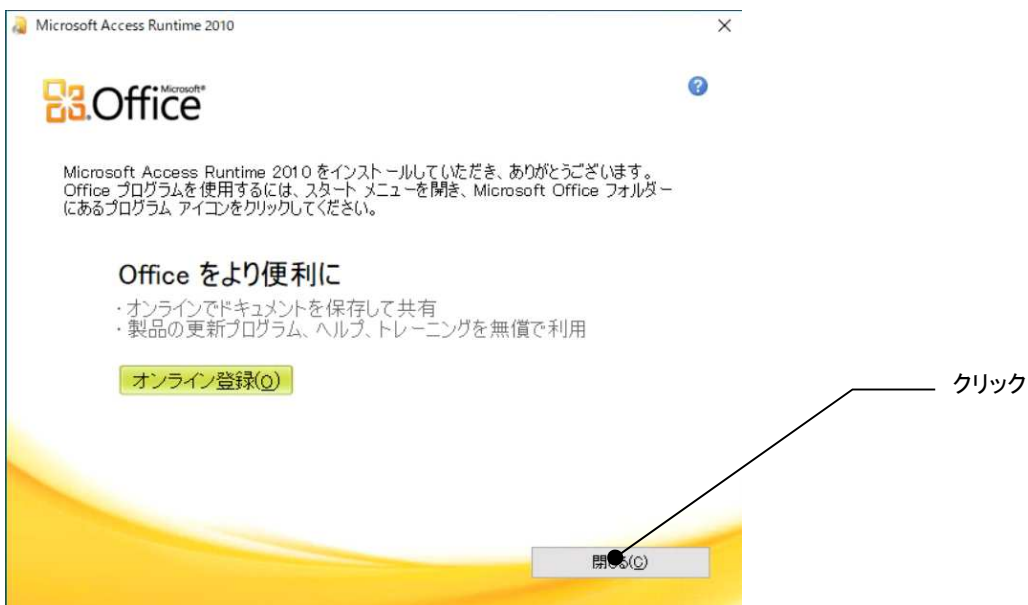 Microsoft Access Runtime 2010
Microsoft®
Office
Microsoft Access Runtime 2010 をインストールしていただき、ありがとうございます。
Office プログラムを使用するには、スタート メニューを開き、Microsoft Office フォルダー
にあるプログラム アイコンをクリックしてください。
Office をより便利に
・オンラインでドキュメントを保存して共有
・製品の更新プログラム、ヘルプ、トレーニングを無償で利用
オンライン登録(O)
クリック
閉じる(C)